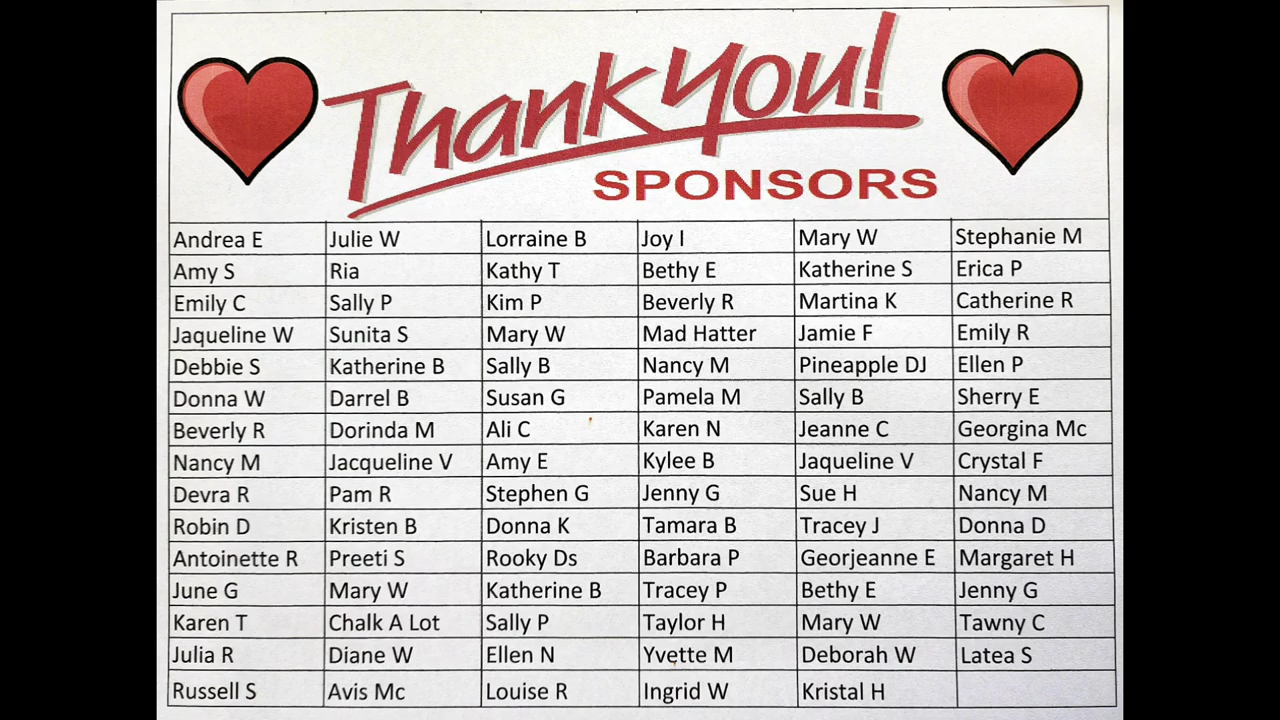 Thank You!
SPONSORS
Andrea E Julie W Lorraine B Joy I Mary W Stephanie M
Amy S Ria Kathy T Bethy E Katherine S Erica P
Emily C Sally P Kim P Beverly R Martina K Catherine R
Jaqueline W Sunita S Mary W Mad Hatter Jamie F Emily R
Debbie S Katherine B Sally B Nancy M Pineapple DJ Ellen P
Donna W Darrel B Susan G Pamela M Sally B Sherry E
Beverly R Dorinda M Ali C Karen N Jeanne C Georgina Mc
Nancy M Jacqueline V Amy E Kylee B Jaqueline V Crystal F
Devra R Pam R Stephen G Jenny G Sue H Nancy M
Robin D Kristen B Donna K Tamara B Tracey J Donna D
Antoinette R Preeti S Rooky Ds Barbara P Georjeanne E Margaret H
June G Mary W Katherine B Tracey P Bethy E Jenny G
Karen T Chalk A Lot Sally P Taylor H Mary W Tawny C
Julia R Diane W Ellen N Yvette M Deborah W Latea S
Russell S Avis Mc Louise R Ingrid W Kristal H